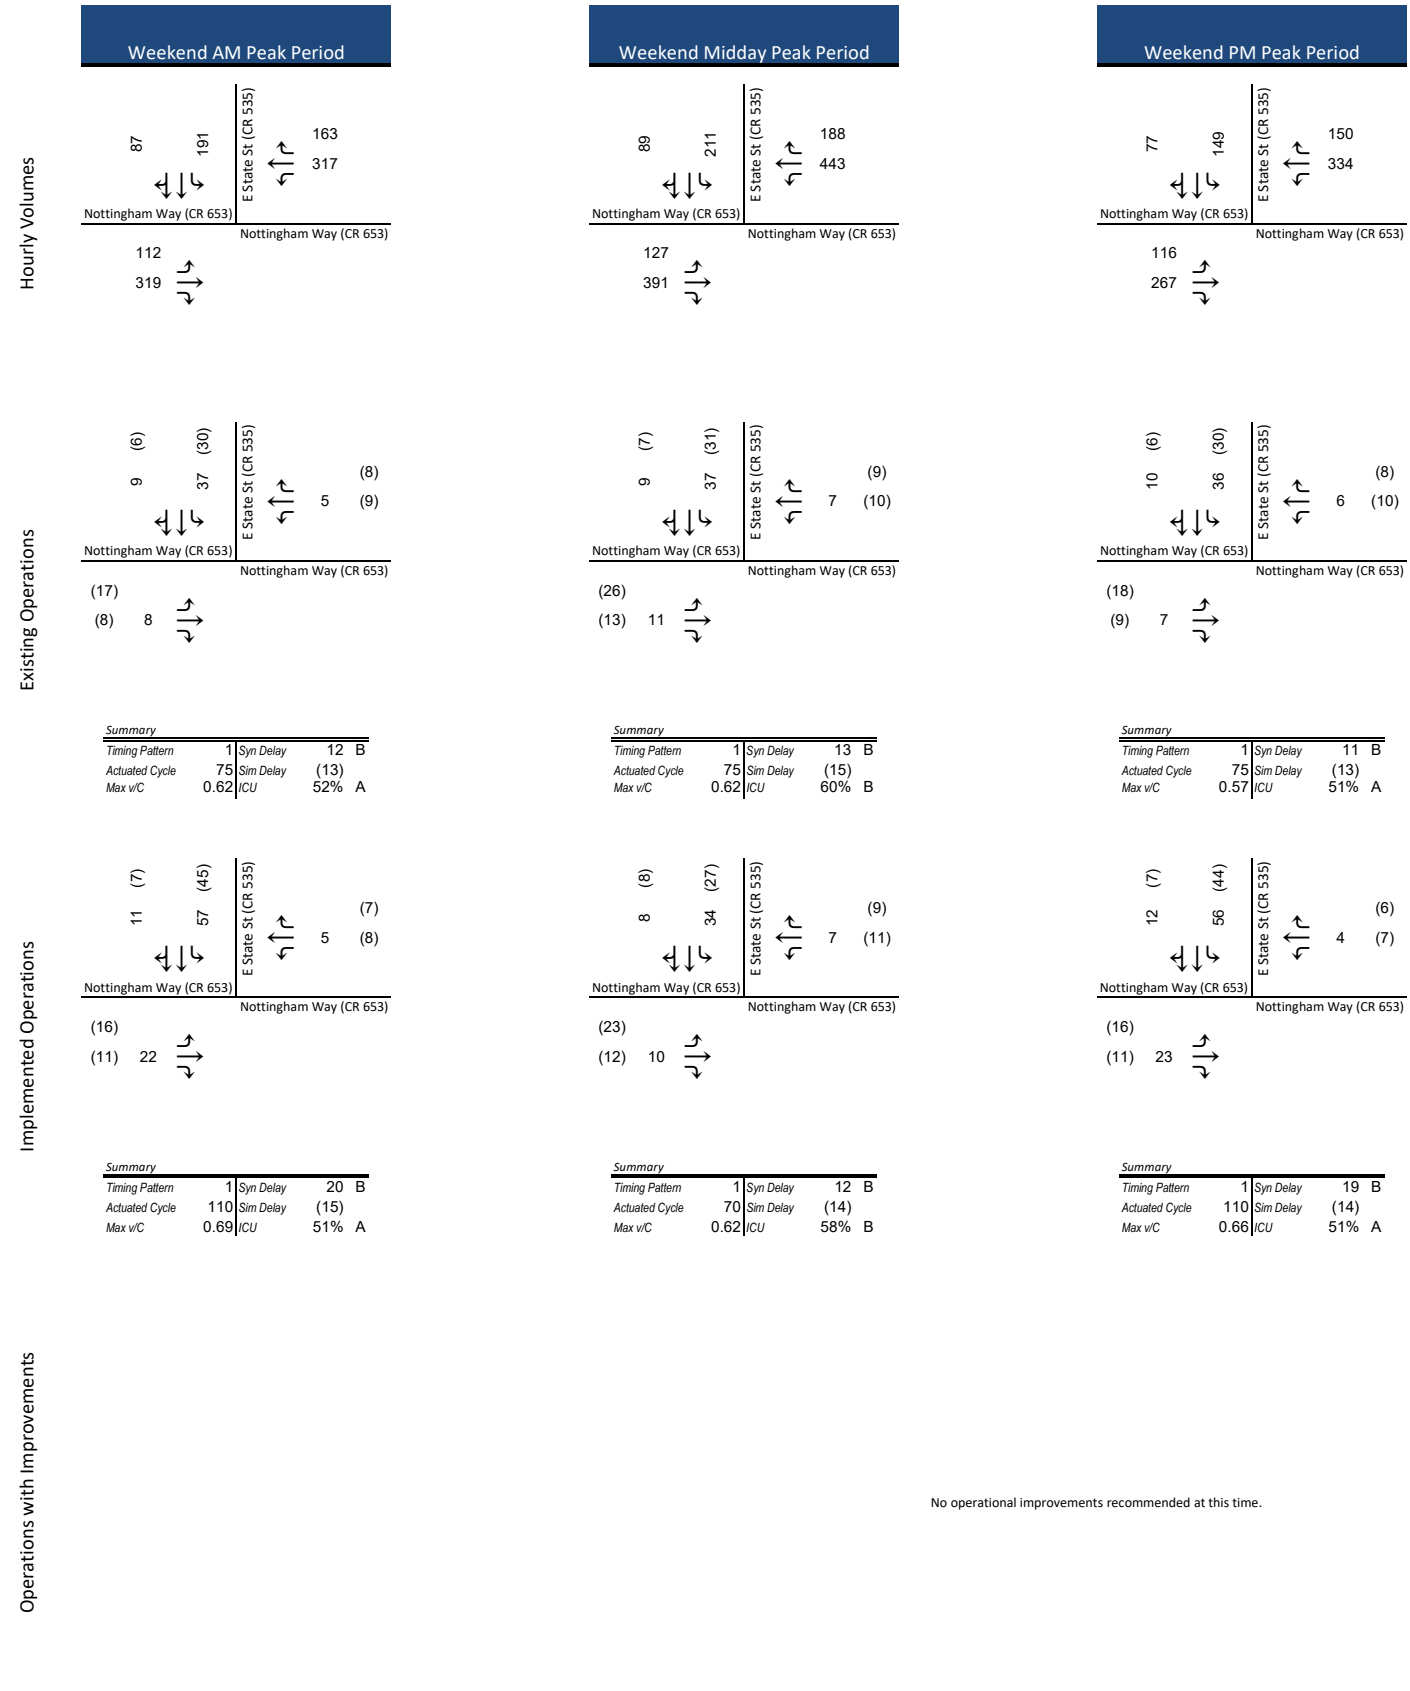 Weekend AM Peak Period
Weekend Midday Peak Period
Weekend PM Peak Period
Hourly Volumes
87
191
E State St (CR 535)
163
317
Nottingham Way (CR 653)
Nottingham Way (CR 653)
112
319
89
211
E State St (CR 535)
188
443
Nottingham Way (CR 653)
Nottingham Way (CR 653)
127
391
77
149
E State St (CR 535)
150
334
Nottingham Way (CR 653)
Nottingham Way (CR 653)
116
267
Existing Operations
9 (6)
37 (30)
E State St (CR 535)
(8)
5 (9)
Nottingham Way (CR 653)
Nottingham Way (CR 653)
(17)
(8) 8
Summary
Timing Pattern 1 Syn Delay 12 B
Actuated Cycle 75 Sim Delay (13)
Max v/C 0.62 ICU 52% A
9 (7)
37 (31)
E State St (CR 535)
(9)
7 (10)
Nottingham Way (CR 653)
Nottingham Way (CR 653)
(26)
(13) 11
Summary
Timing Pattern 1 Syn Delay 13 B
Actuated Cycle 75 Sim Delay (15)
Max v/C 0.62 ICU 60% B
10 (6)
36 (30)
E State St (CR 535)
(8)
6 (10)
Nottingham Way (CR 653)
Nottingham Way (CR 653)
(18)
(9) 7
Summary
Timing Pattern 1 Syn Delay 11 B
Actuated Cycle 75 Sim Delay (13)
Max v/C 0.57 ICU 51% A
Implemented Operations
11 (7)
57 (45)
E State St (CR 535)
(7)
5 (8)
Nottingham Way (CR 653)
Nottingham Way (CR 653)
(16)
(11) 22
Summary
Timing Pattern 1 Syn Delay 20 B
Actuated Cycle 110 Sim Delay (15)
Max v/C 0.69 ICU 51% A
8 (8)
34 (27)
E State St (CR 535)
(9)
7 (11)
Nottingham Way (CR 653)
Nottingham Way (CR 653)
(23)
(12) 10
Summary
Timing Pattern 1 Syn Delay 12 B
Actuated Cycle 70 Sim Delay (14)
Max v/C 0.62 ICU 58% B
12 (7)
56 (44)
E State St (CR 535)
(6)
4 (7)
Nottingham Way (CR 653)
Nottingham Way (CR 653)
(16)
(11) 23
Summary
Timing Pattern 1 Syn Delay 19 B
Actuated Cycle 110 Sim Delay (14)
Max v/C 0.66 ICU 51% A
Operations with Improvements
No operational improvements recommended at this time.